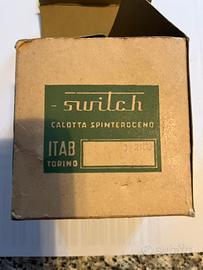 switch
CALOTTA SPINTEROGENO
ITAB
TORINO